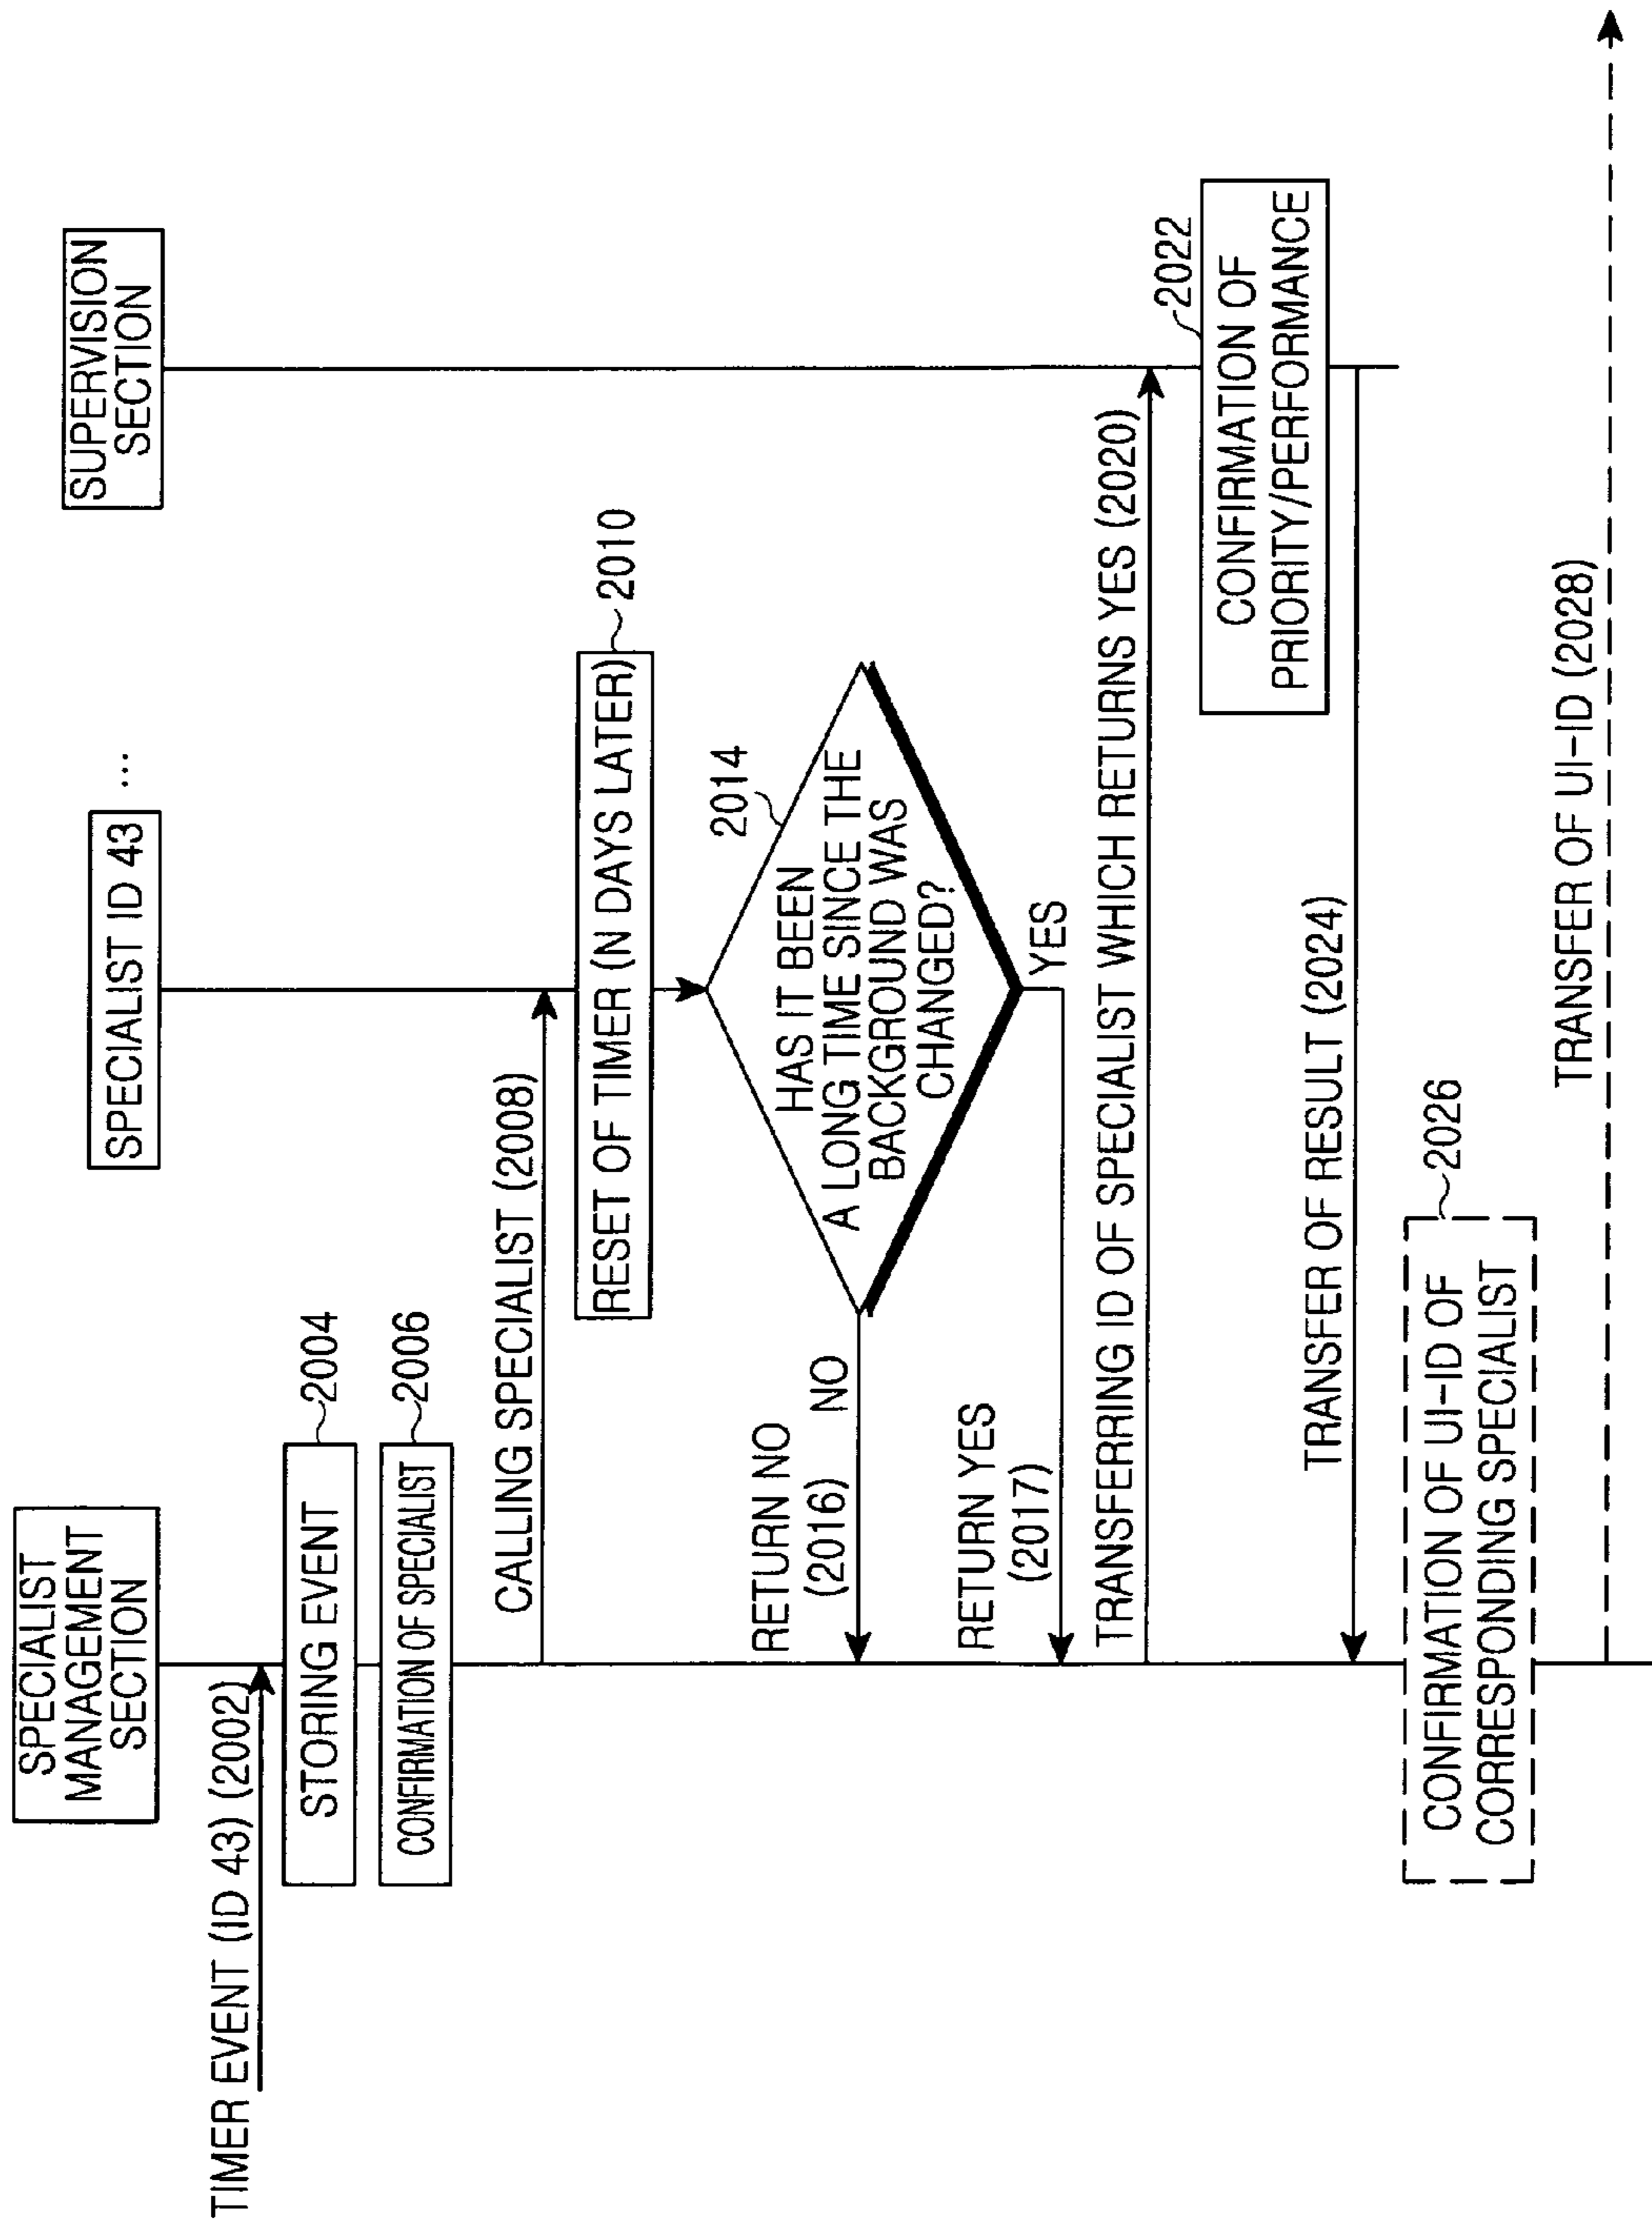 SPECIALIST
MANAGEMENT
SECTION
SPECIALIST ID 43
...
SUPERVISION
SECTION
TIMER EVENT (ID 43) (2002)
STORING EVENT
2004
CONFIRMATION OF SPECIALIST
2006
CALLING SPECIALIST (2008)
RESET OF TIMER (N DAYS LATER)
2010
HAS IT BEEN
A LONG TIME SINCE THE
BACKGROUND WAS
CHANGED?
2014
RETURN NO
(2016)
NO
RETURN YES
(2017)
YES
TRANSFERRING ID OF SPECIALIST WHICH RETURNS YES (2020)
CONFIRMATION OF
PRIORITY/PERFORMANCE
2022
TRANSFER OF RESULT (2024)
CONFIRMATION OF UI-ID OF
CORRESPONDING SPECIALIST
2026
TRANSFER OF UI-ID (2028)